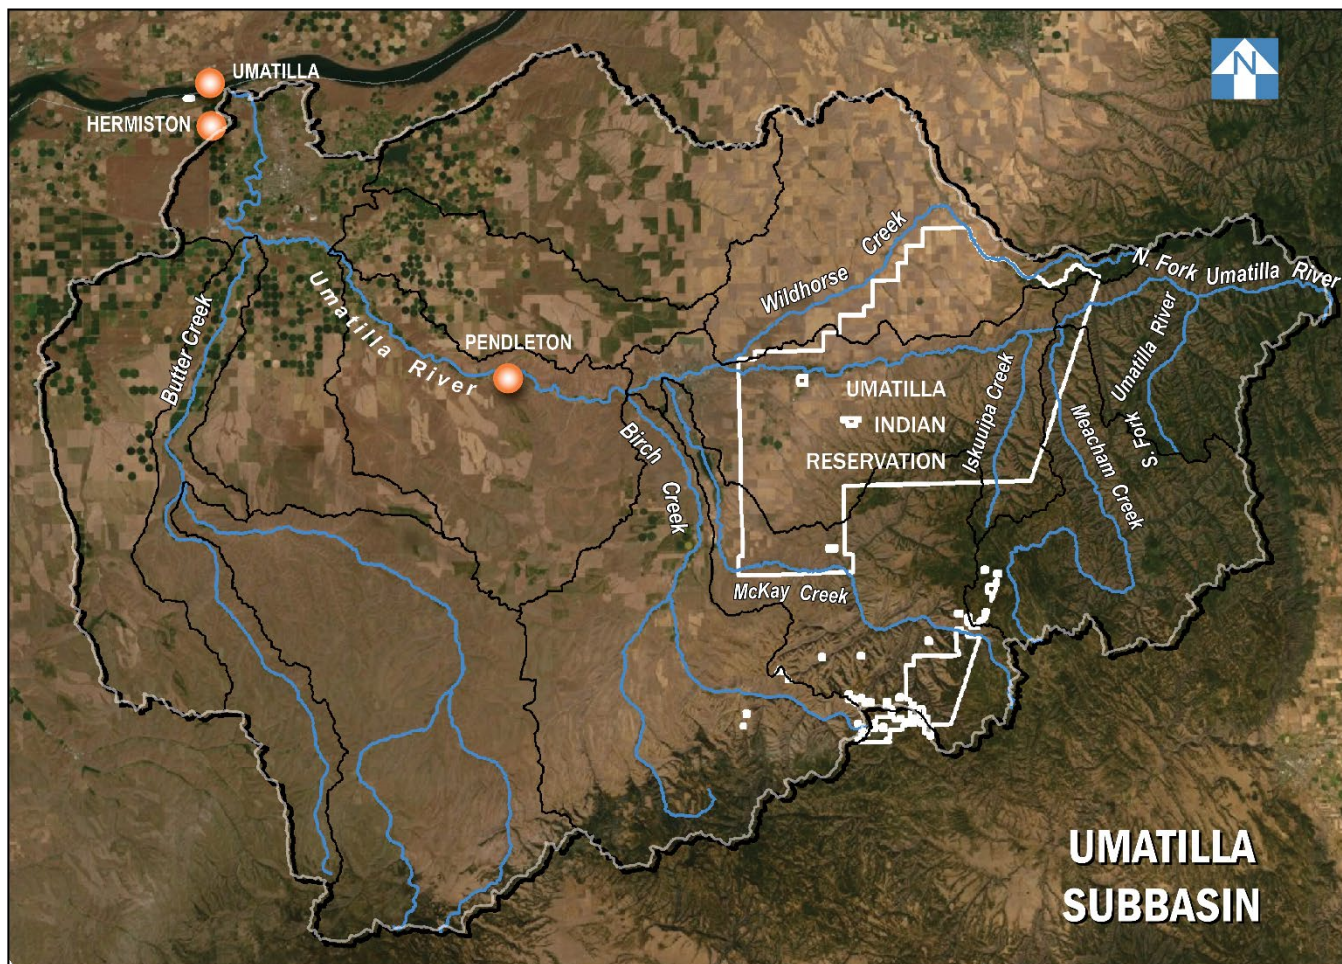 N
UMATILLA
HERMISTON
Wildhorse Creek
N. Fork Umatilla River
Butter Creek
Umatilla River
PENDLETON
UMATILLA
INDIAN
RESERVATION
Birch Creek
Iskuuipa Creek
Meacham Creek
S. Fork Umatilla River
McKay Creek
UMATILLA
SUBBASIN